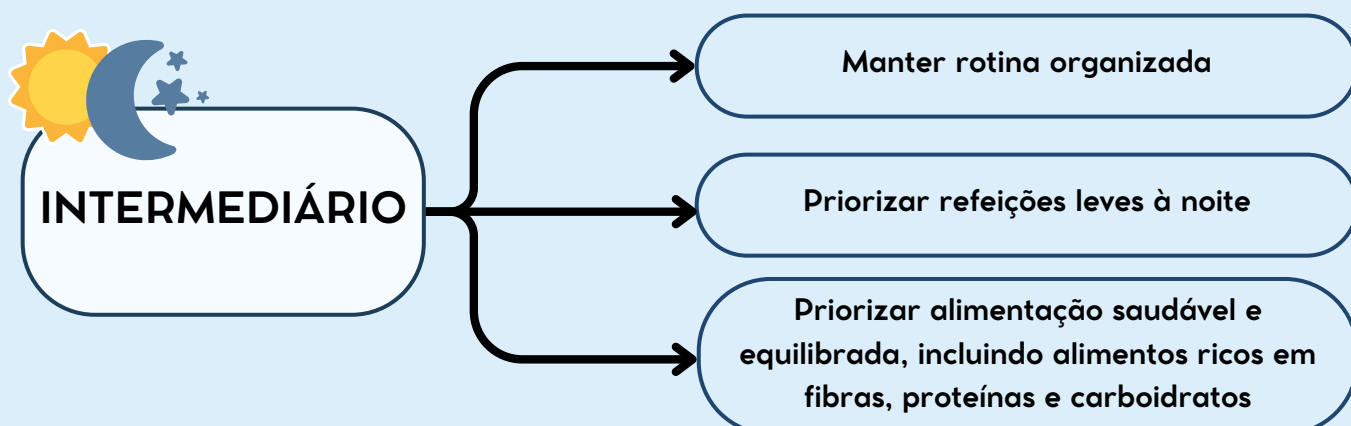 INTERMEDIÁRIO
Manter rotina organizada
Priorizar refeições leves à noite
Priorizar alimentação saudável e
equilibrada, incluindo alimentos ricos em
fibras, proteínas e carboidratos